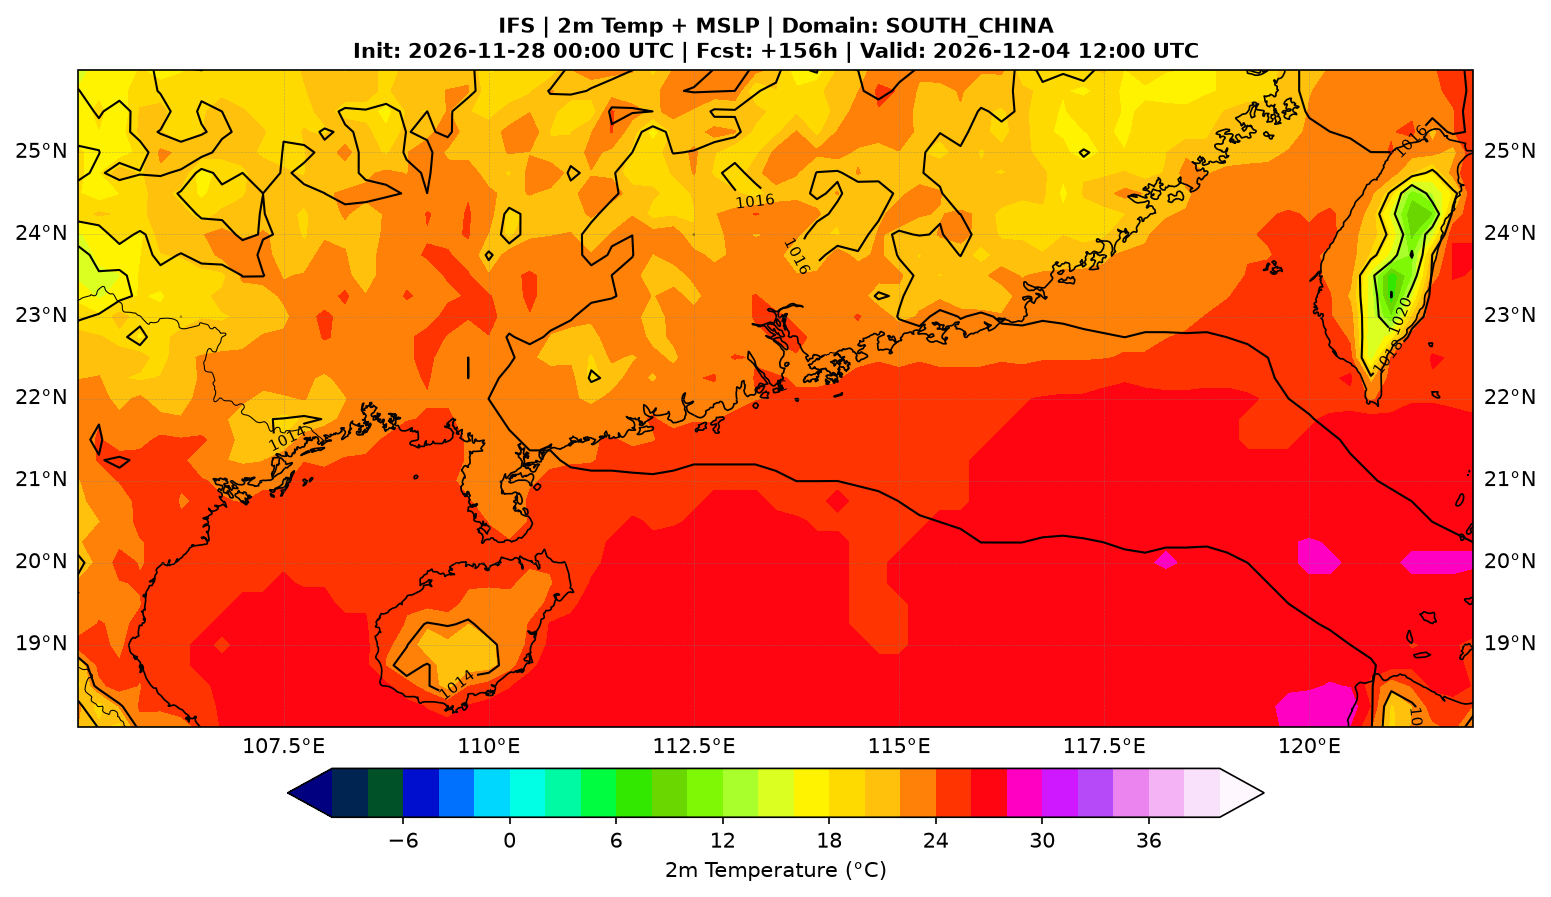 IFS | 2m Temp + MSLP | Domain: SOUTH_CHINA
Init: 2026-11-28 00:00 UTC | Fcst: +156h | Valid: 2026-12-04 12:00 UTC
25°N
24°N
23°N
22°N
21°N
20°N
19°N
1016
1016
1016
1020
1018
1014
1014
10
25°N
24°N
23°N
22°N
21°N
20°N
19°N
107.5°E
110°E
112.5°E
115°E
117.5°E
120°E
−6
0
6
12
18
24
30
36
2m Temperature (°C)